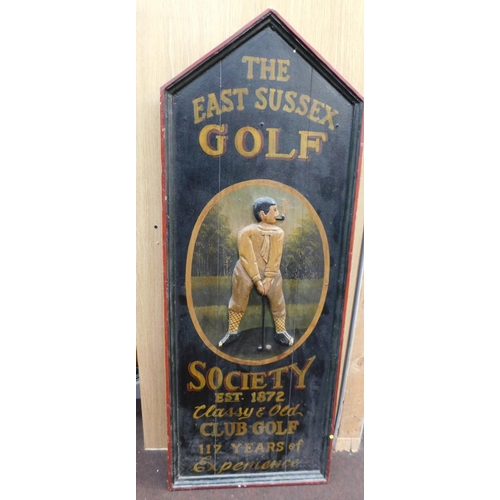 THE
EAST SUSSEX
GOLF
SOCIETY
EST. 1872
Classy & Old
CLUB GOLF
117 YEARS of
Experience